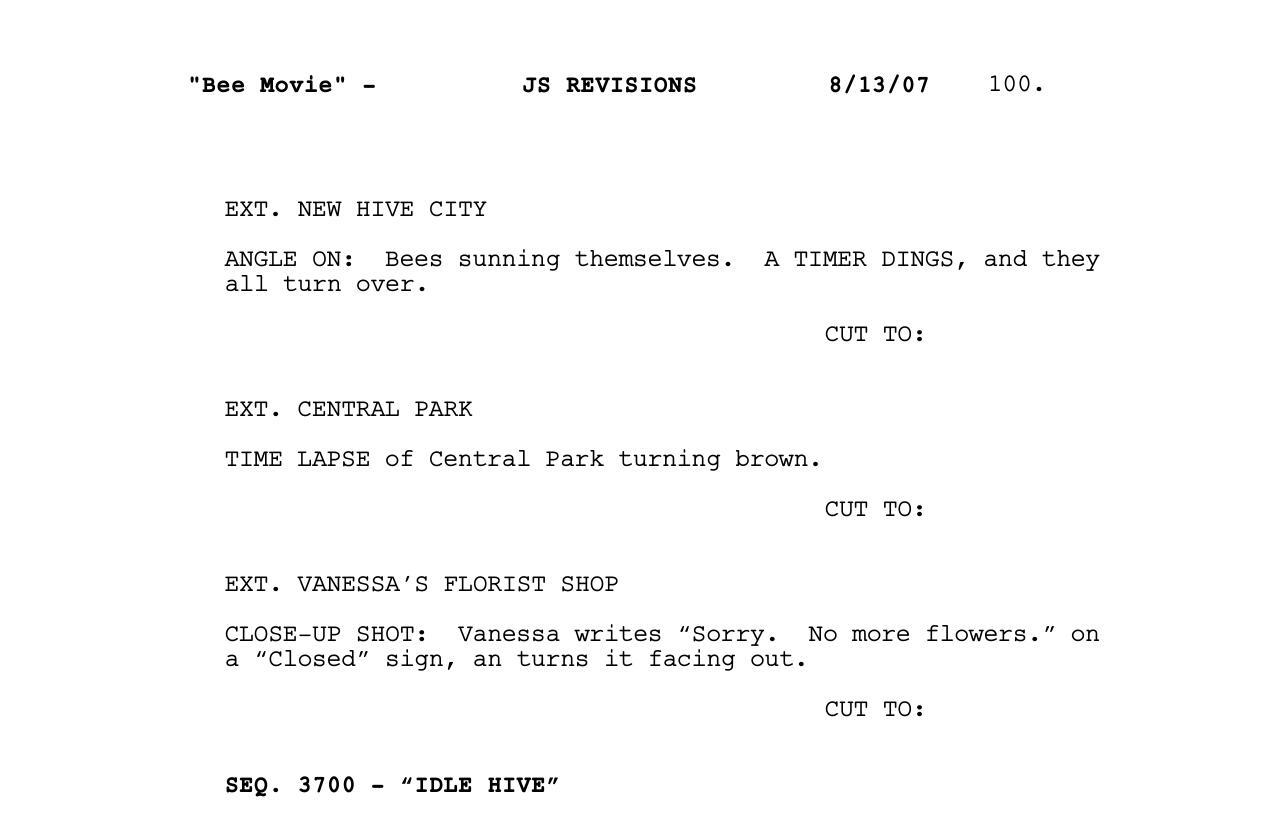 "Bee Movie" - JS REVISIONS 8/13/07 100.
EXT. NEW HIVE CITY
ANGLE ON:  Bees sunning themselves.  A TIMER DINGS, and they
all turn over.
CUT TO:
EXT. CENTRAL PARK
TIME LAPSE of Central Park turning brown.
CUT TO:
EXT. VANESSA’S FLORIST SHOP
CLOSE-UP SHOT:  Vanessa writes “Sorry.  No more flowers.” on
a “Closed” sign, an turns it facing out.
CUT TO:
SEQ. 3700 - “IDLE HIVE”